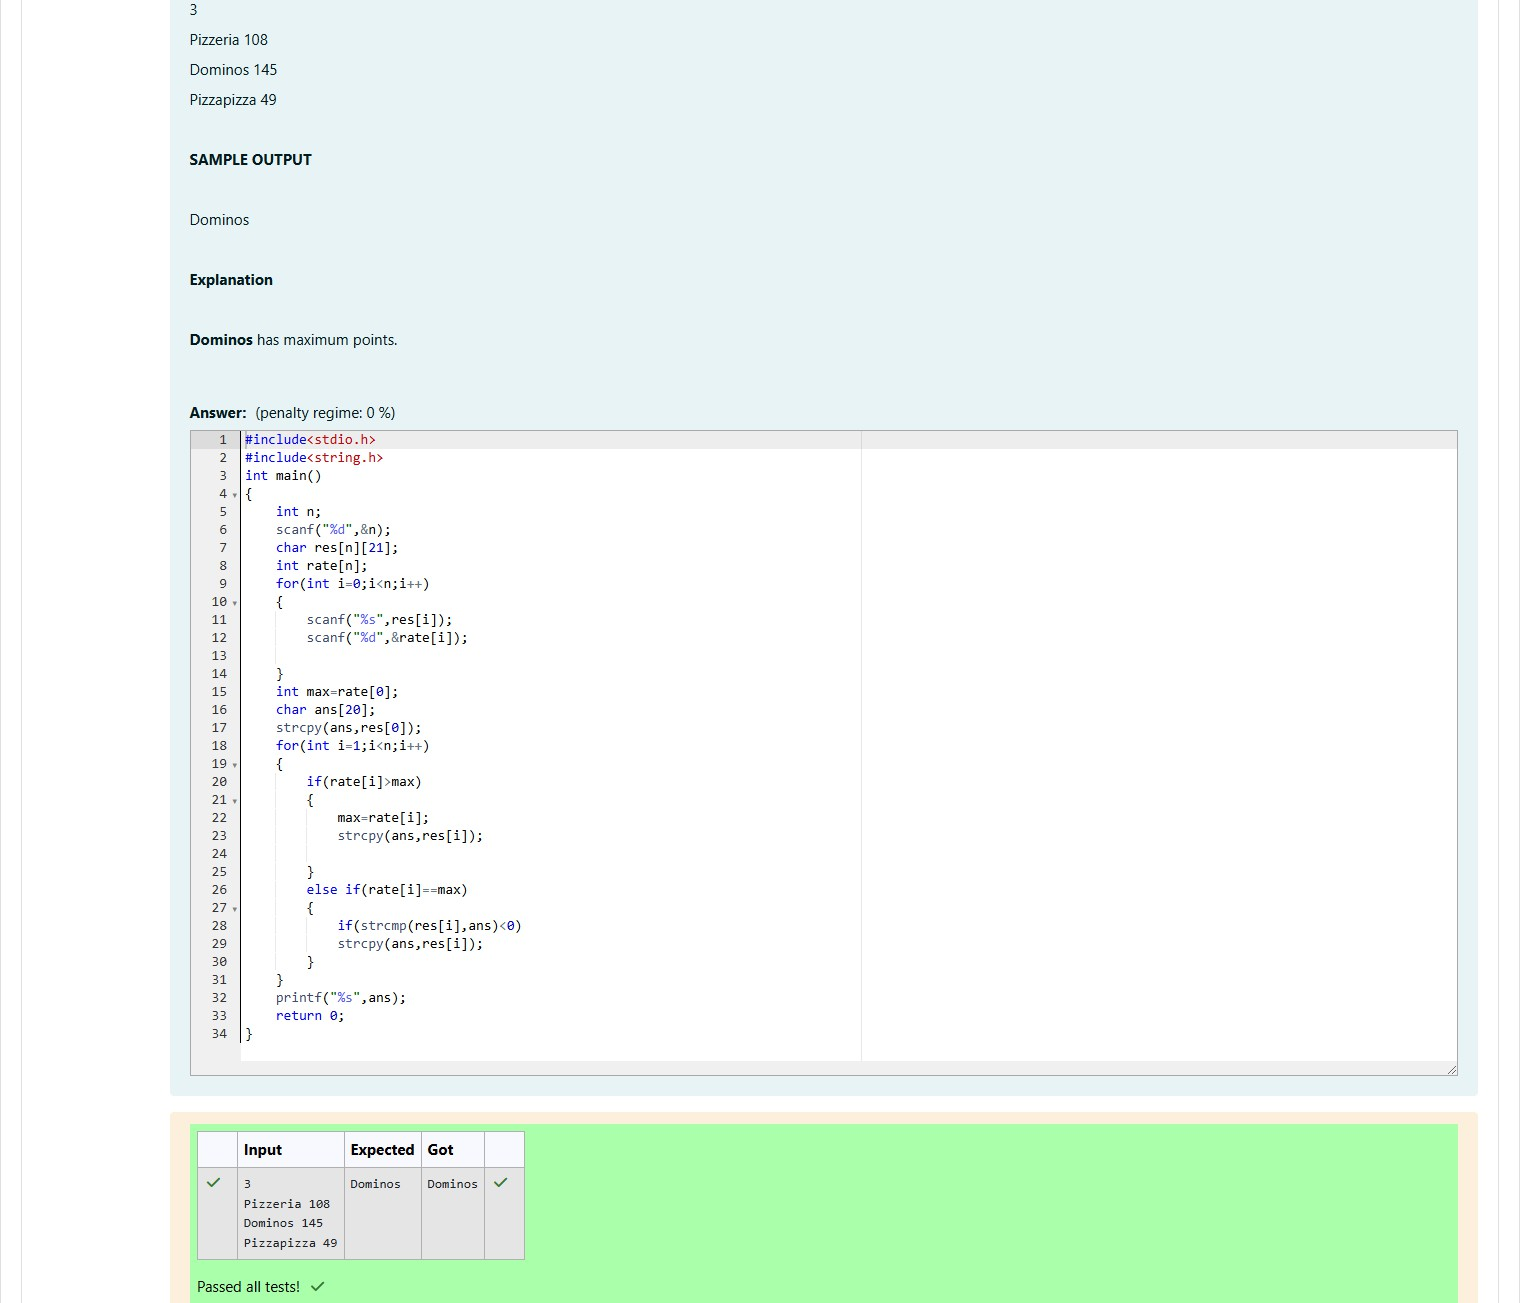 3
Pizzeria 108
Dominos 145
Pizzapizza 49
SAMPLE OUTPUT
Dominos
Explanation
Dominos has maximum points.
Answer: (penalty regime: 0 %)
1 #include<stdio.h>
2 #include<string.h>
3 int main()
4 {
5     int n;
6     scanf("%d",&n);
7     char res[n][21];
8     int rate[n];
9     for(int i=0;i<n;i++)
10     {
11         scanf("%s",res[i]);
12         scanf("%d",&rate[i]);
13
14     }
15     int max=rate[0];
16     char ans[20];
17     strcpy(ans,res[0]);
18     for(int i=1;i<n;i++)
19     {
20         if(rate[i]>max)
21         {
22             max=rate[i];
23             strcpy(ans,res[i]);
24
25         }
26         else if(rate[i]==max)
27         {
28             if(strcmp(res[i],ans)<0)
29             strcpy(ans,res[i]);
30         }
31     }
32     printf("%s",ans);
33     return 0;
34 }
Input Expected Got
3 Dominos Dominos
Pizzeria 108
Dominos 145
Pizzapizza 49
Passed all tests!